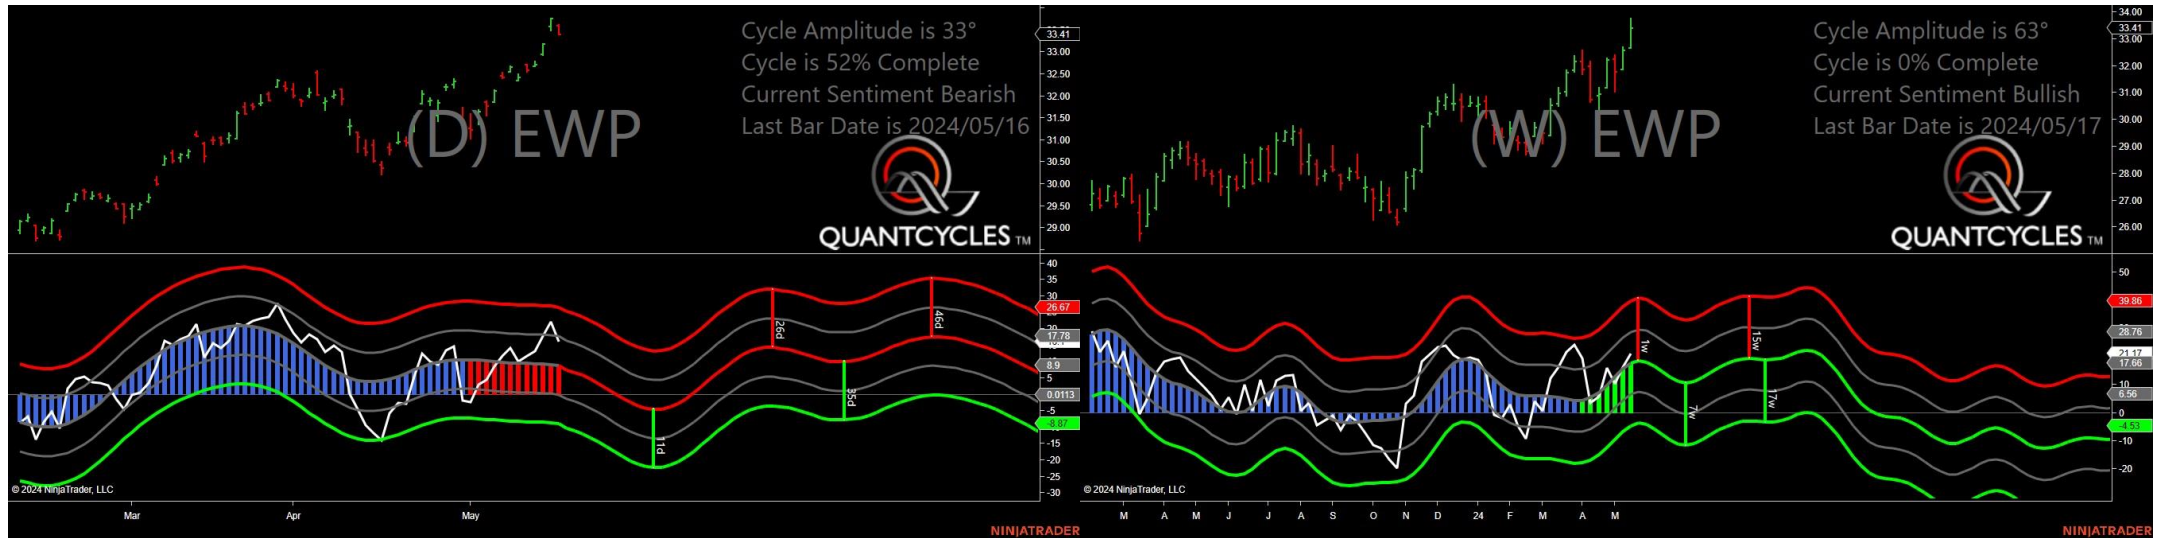 Cycle Amplitude is 33°
Cycle is 52% Complete
Current Sentiment Bearish
Last Bar Date is 2024/05/16
(D) EWP
QUANTCYCLES TM
33.41
33.00
32.50
32.00
31.50
31.00
30.50
30.00
29.50
29.00
40
35
30
26.67
17.78
8.9
5
0.0113
-5
-8.87
-15
-20
-25
-30
11d
26d
35d
46d
© 2024 NinjaTrader, LLC
Mar Apr May
NINJATRADER
Cycle Amplitude is 63°
Cycle is 0% Complete
Current Sentiment Bullish
Last Bar Date is 2024/05/17
(W) EWP
QUANTCYCLES TM
34.00
33.41
33.00
32.00
31.00
30.00
29.00
28.00
27.00
26.00
50
39.86
28.76
21.17
17.66
10
6.56
0
-4.53
-10
-20
1w
7w
15w
17w
© 2024 NinjaTrader, LLC
M A M J J A S O N D 24 F M A M
NINJATRADER